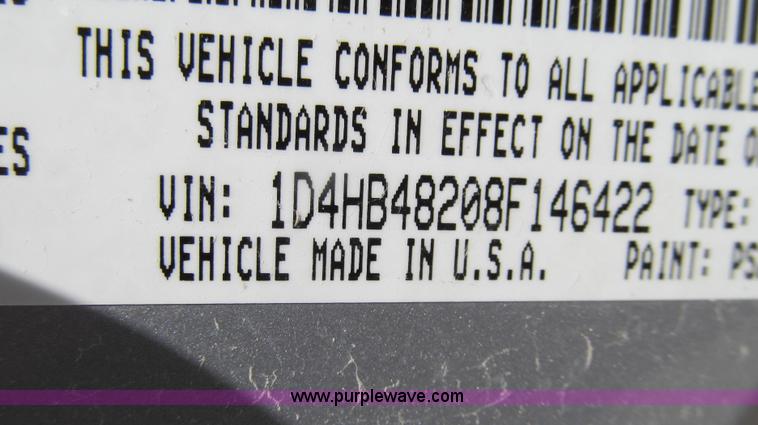 THIS VEHICLE CONFORMS TO ALL APPLICABLE
STANDARDS IN EFFECT ON THE DATE
ES
VIN: 1D4HB48208F146422 TYPE:
VEHICLE MADE IN U.S.A. PAINT: PS
www.purplewave.com